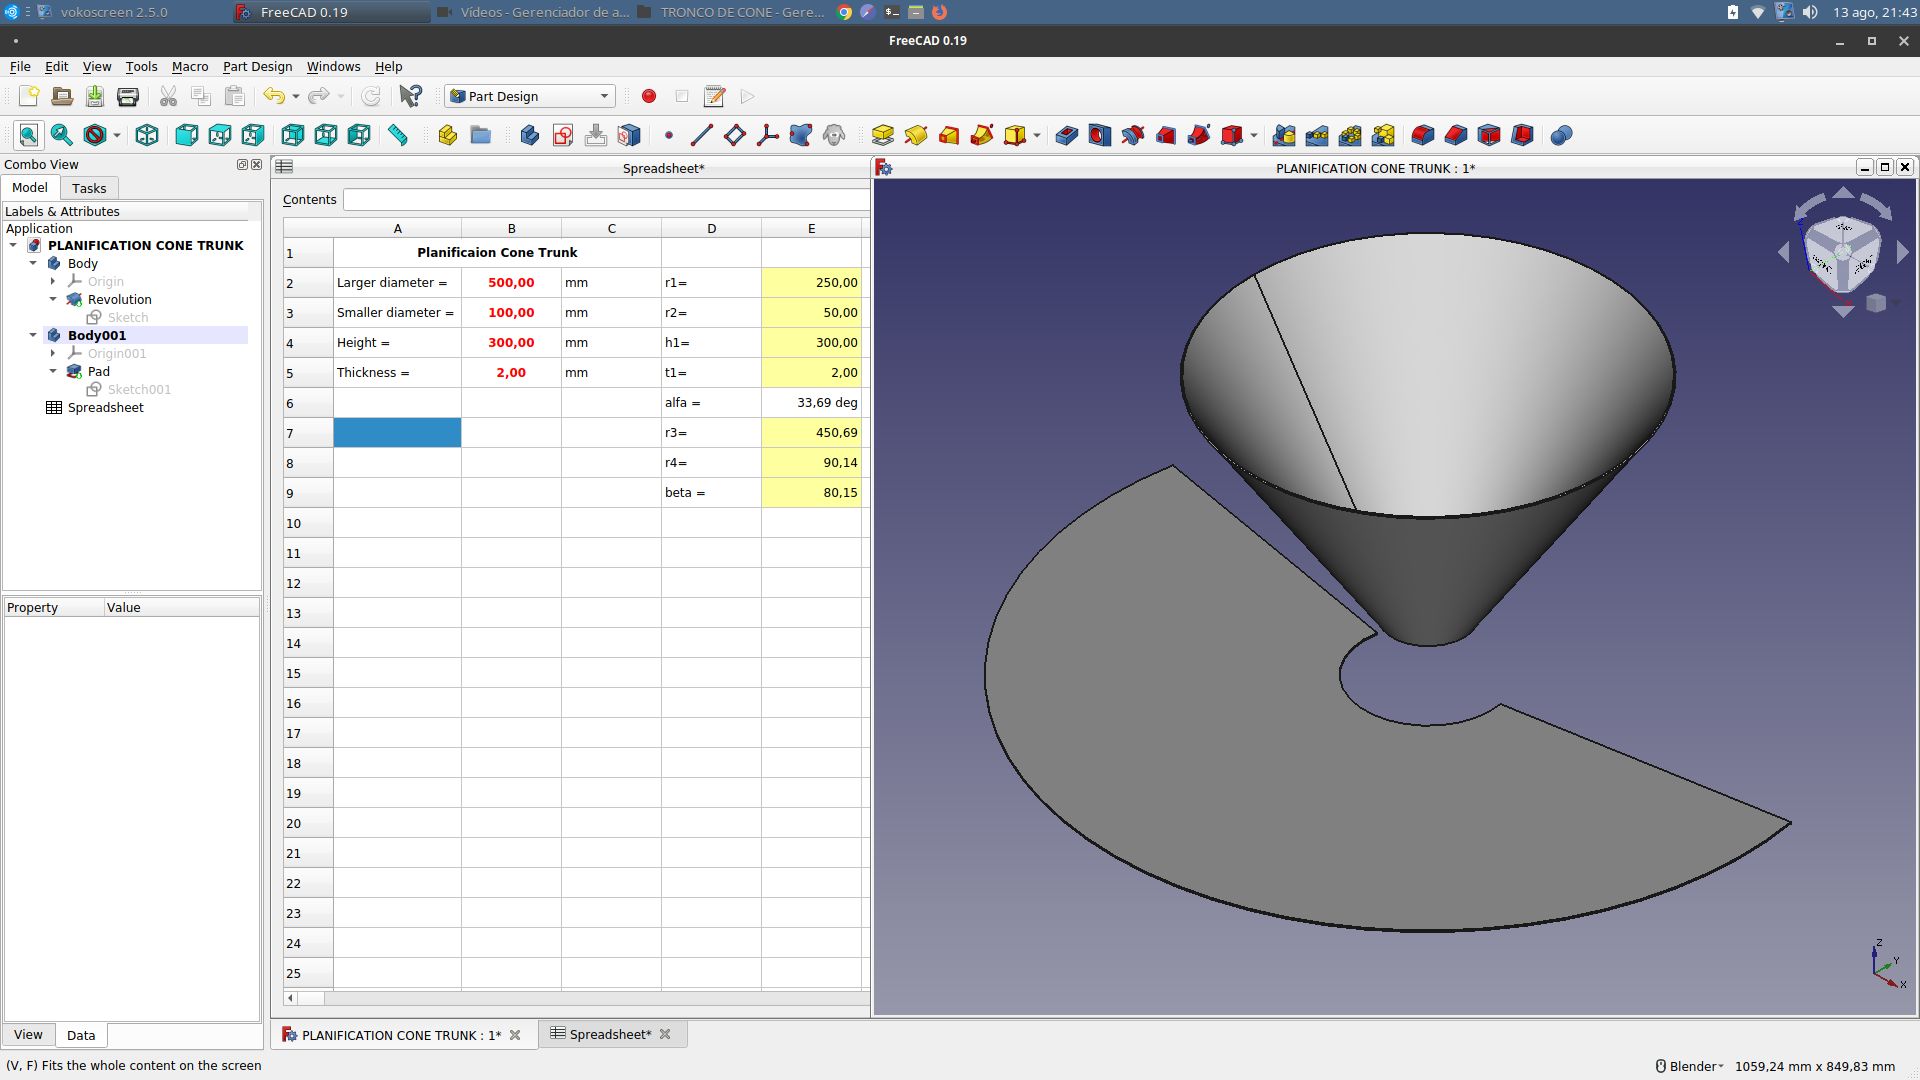 vokoscreen 2.5.0
FreeCAD 0.19
Vídeos - Gerenciador de a...
TRONCO DE CONE - Gere...
13 ago, 21:43
FreeCAD 0.19
File Edit View Tools Macro Part Design Windows Help
Part Design
Combo View
Model Tasks
Labels & Attributes
Application
PLANIFICATION CONE TRUNK
Body
Origin
Revolution
Sketch
Body001
Origin001
Pad
Sketch001
Spreadsheet
Property Value
View Data
Spreadsheet*
Contents
A B C D E
1 Planificaion Cone Trunk
2 Larger diameter = 500,00 mm r1= 250,00
3 Smaller diameter = 100,00 mm r2= 50,00
4 Height = 300,00 mm h1= 300,00
5 Thickness = 2,00 mm t1= 2,00
6 alfa = 33,69 deg
7 r3= 450,69
8 r4= 90,14
9 beta = 80,15
10
11
12
13
14
15
16
17
18
19
20
21
22
23
24
25
PLANIFICATION CONE TRUNK : 1*
Z
Y
X
PLANIFICATION CONE TRUNK : 1*
Spreadsheet*
(V, F) Fits the whole content on the screen
Blender
1059,24 mm x 849,83 mm